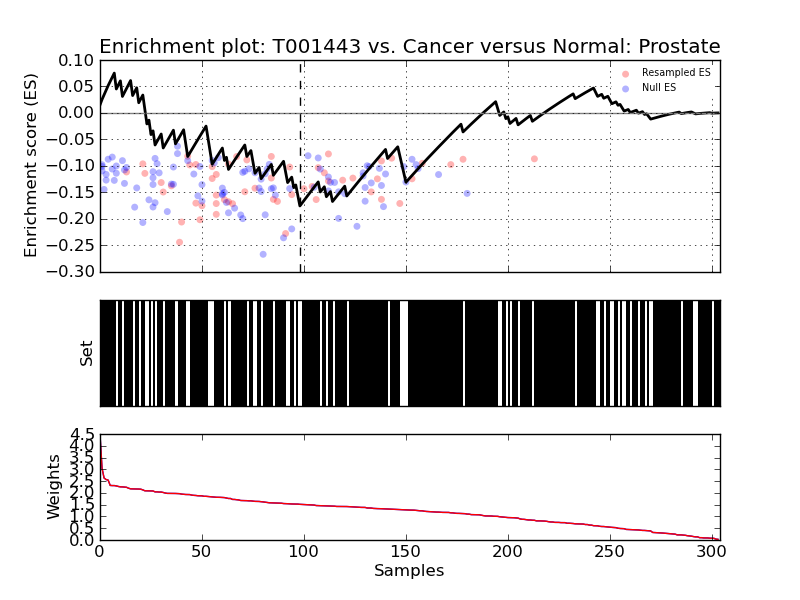 Enrichment plot: T001443 vs. Cancer versus Normal: Prostate
Enrichment score (ES)
0.10
0.05
0.00
−0.05
−0.10
−0.15
−0.20
−0.25
−0.30
Resampled ES
Null ES
Set
Weights
4.5
4.0
3.5
3.0
2.5
2.0
1.5
1.0
0.5
0.0
0 50 100 150 200 250 300
Samples